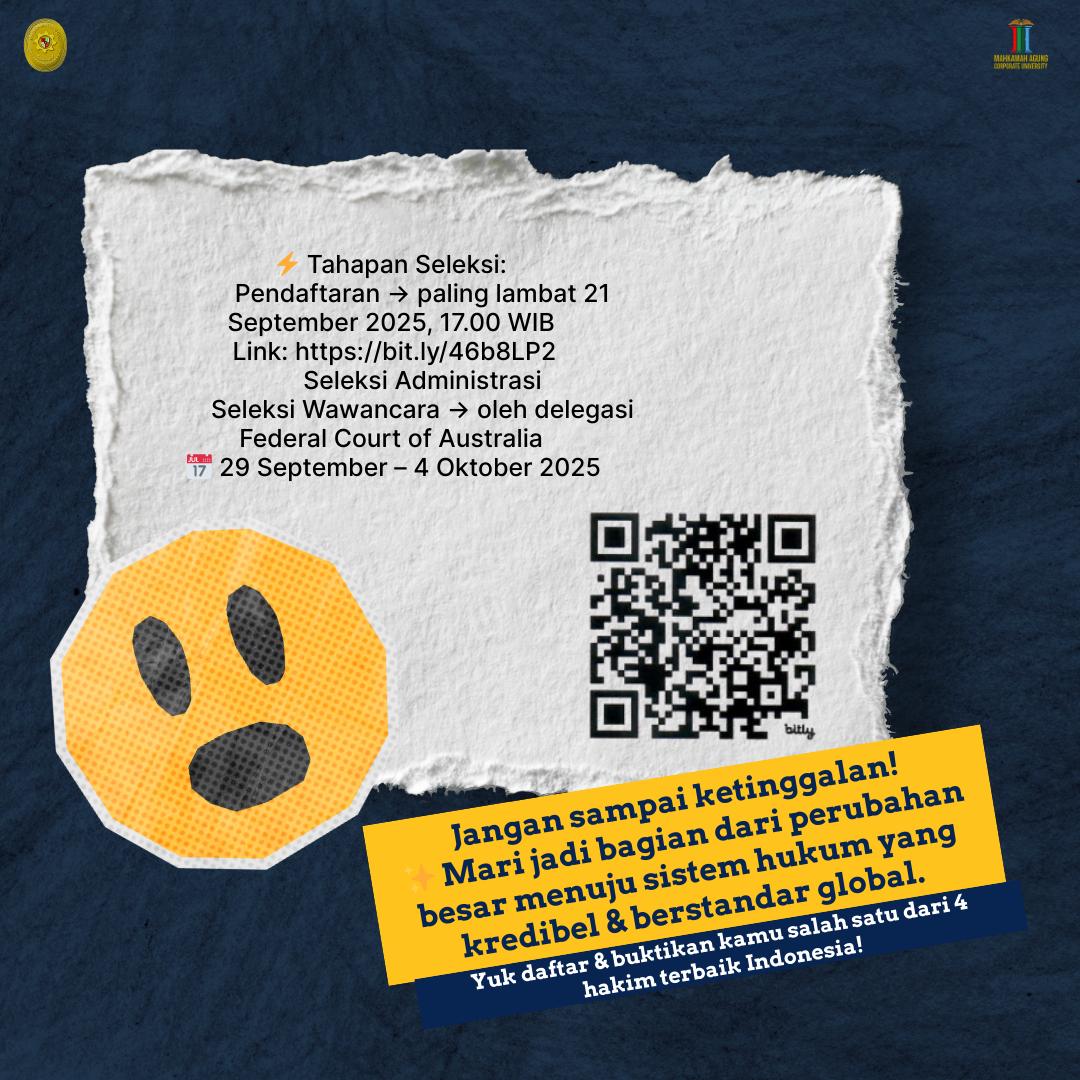 MAHKAMAH AGUNG
CORPORATE UNIVERSITY
⚡ Tahapan Seleksi:
Pendaftaran → paling lambat 21
September 2025, 17.00 WIB
Link: https://bit.ly/46b8LP2
Seleksi Administrasi
Seleksi Wawancara → oleh delegasi
Federal Court of Australia
📅 29 September – 4 Oktober 2025
bitly
Jangan sampai ketinggalan!
✨ Mari jadi bagian dari perubahan
besar menuju sistem hukum yang
kredibel & berstandar global.
Yuk daftar & buktikan kamu salah satu dari 4
hakim terbaik Indonesia!